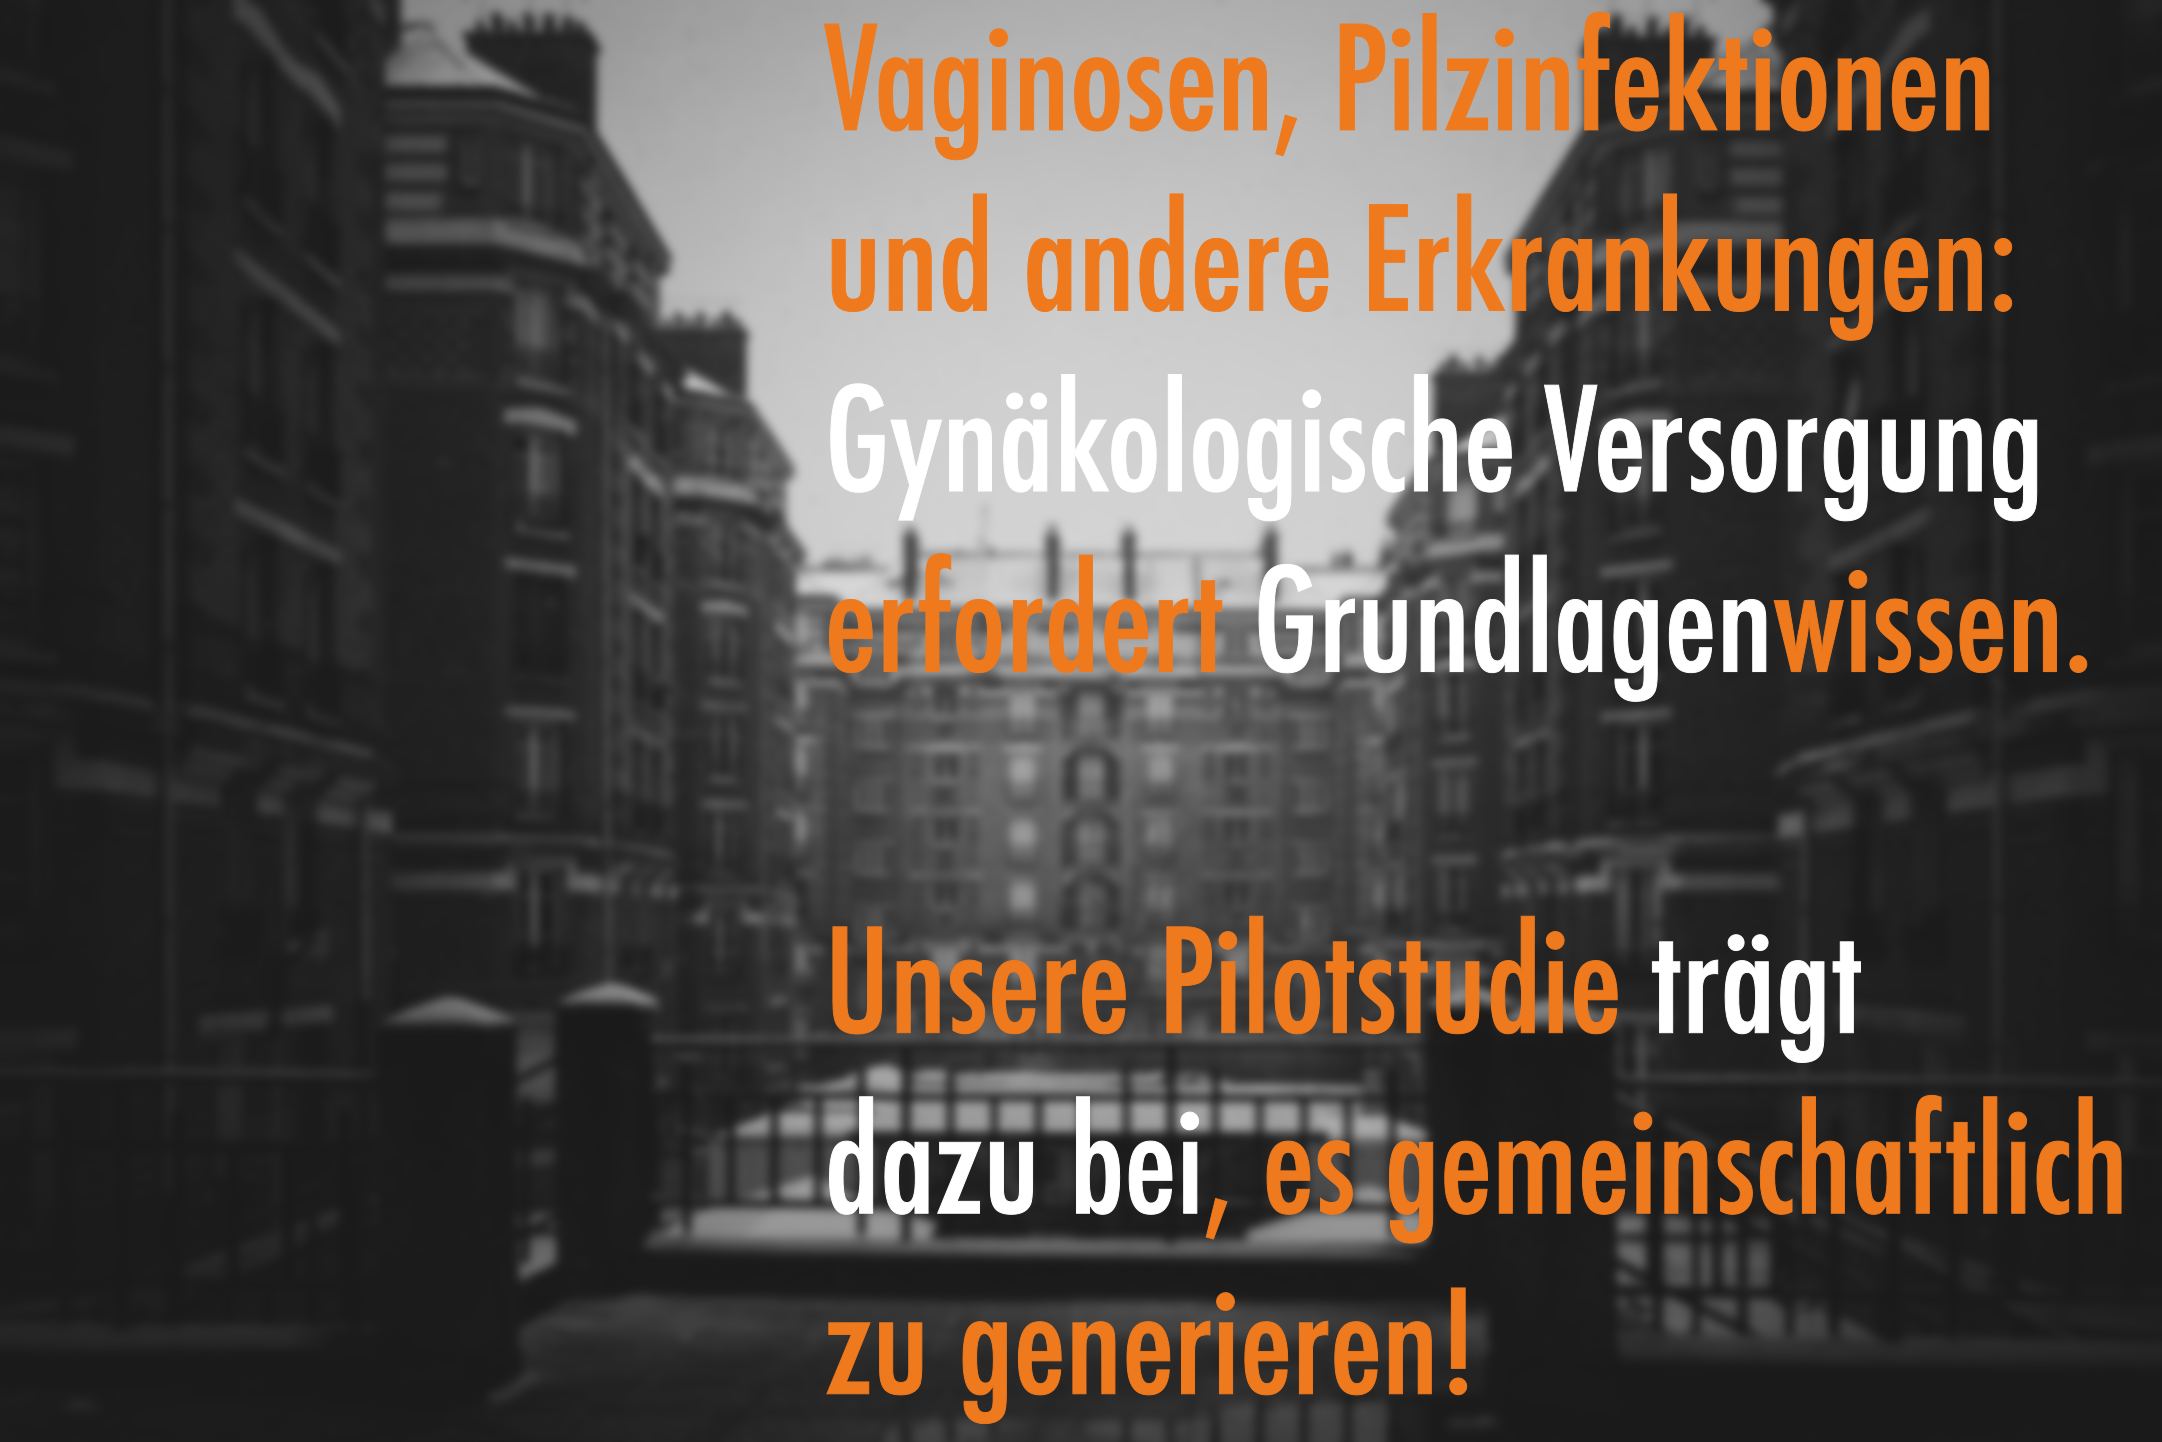 Vaginosen, Pilzinfektionen
und andere Erkrankungen:
Gynäkologische Versorgung
erfordert Grundlagenwissen.
Unsere Pilotstudie trägt
dazu bei, es gemeinschaftlich
zu generieren!